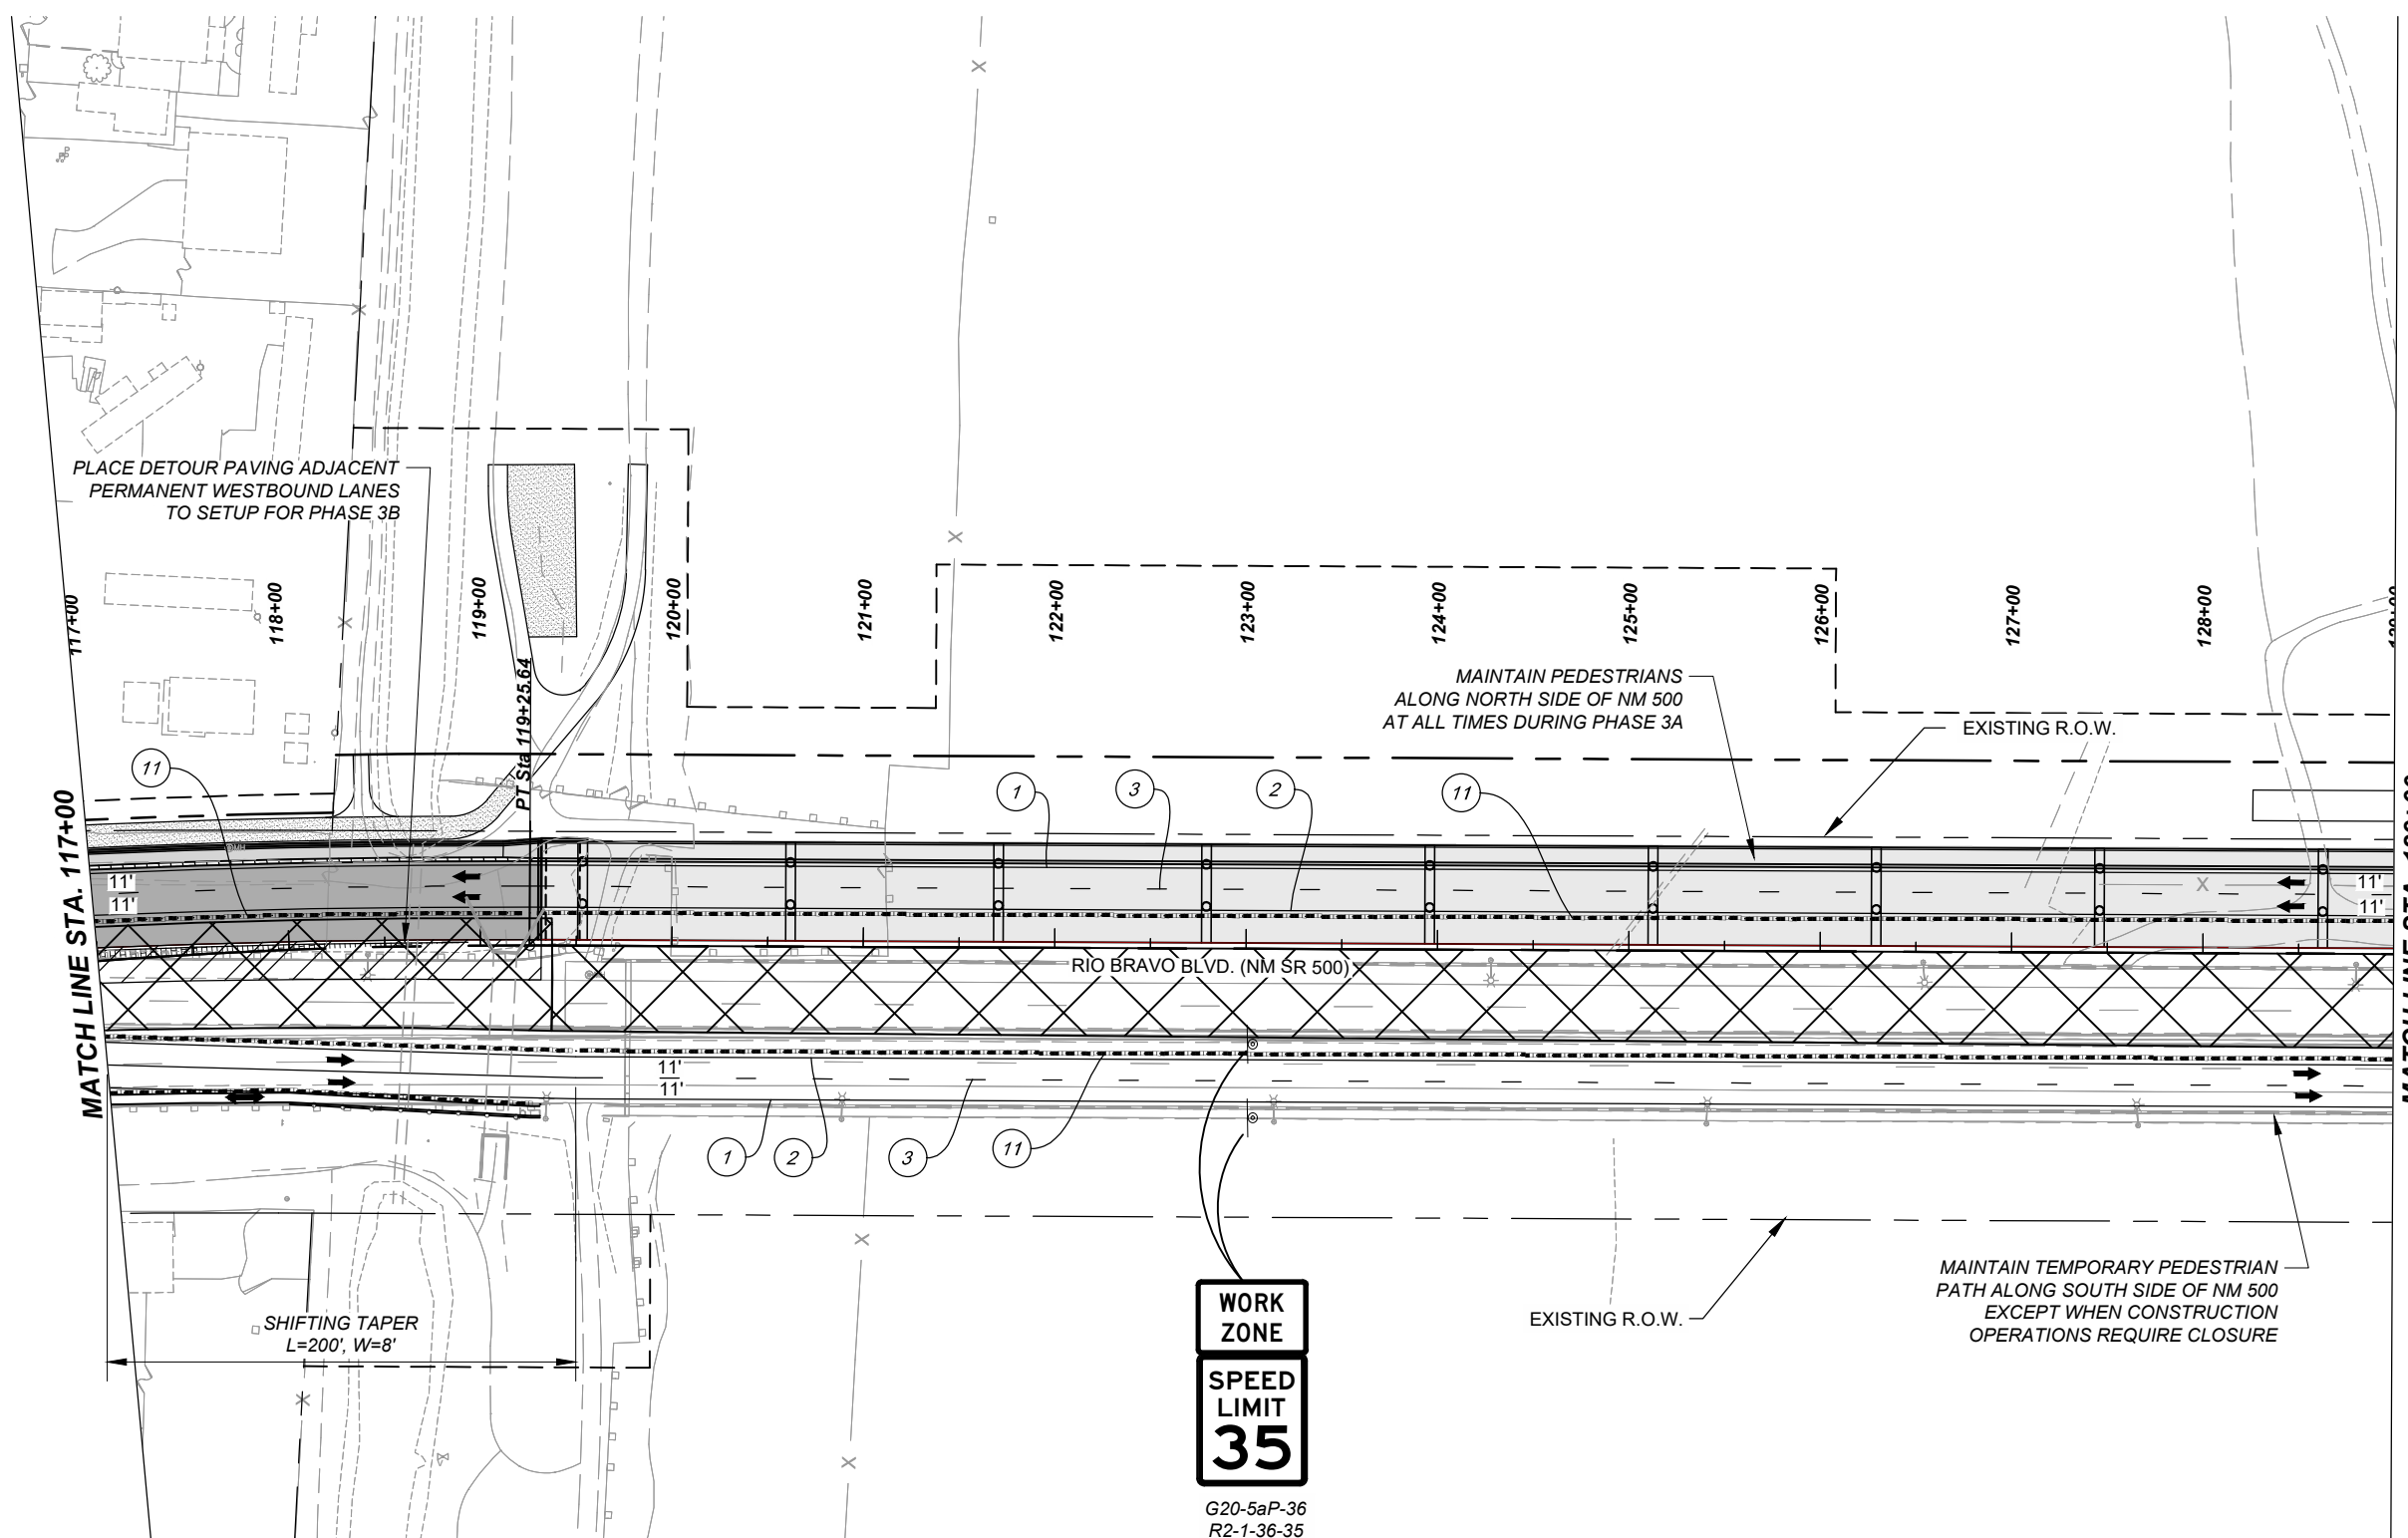 PLACE DETOUR PAVING ADJACENT
PERMANENT WESTBOUND LANES
TO SETUP FOR PHASE 3B
117+00
118+00
119+00
120+00
121+00
122+00
123+00
124+00
125+00
126+00
127+00
128+00
PT Sta 119+25.64
MAINTAIN PEDESTRIANS
ALONG NORTH SIDE OF NM 500
AT ALL TIMES DURING PHASE 3A
EXISTING R.O.W.
11
1
3
2
11
MATCH LINE STA. 117+00
11'
11'
11'
11'
RIO BRAVO BLVD. (NM SR 500)
11'
11'
1
2
3
11
SHIFTING TAPER
L=200', W=8'
WORK
ZONE
SPEED
LIMIT
35
G20-5aP-36
R2-1-36-35
EXISTING R.O.W.
MAINTAIN TEMPORARY PEDESTRIAN
PATH ALONG SOUTH SIDE OF NM 500
EXCEPT WHEN CONSTRUCTION
OPERATIONS REQUIRE CLOSURE